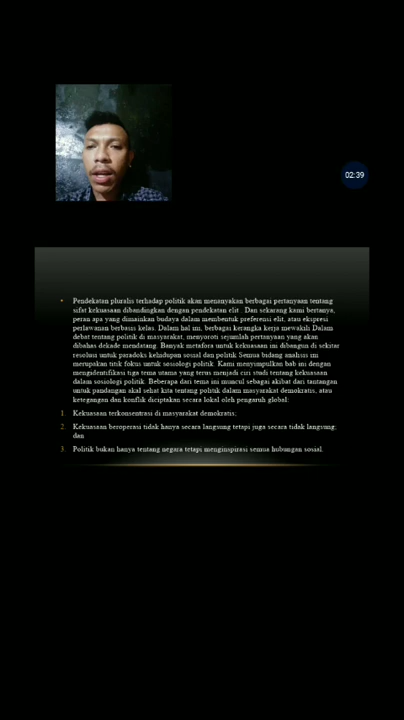 02:39
• Pendekatan pluralis terhadap politik akan menanyakan berbagai pertanyaan tentang
sifat kekuasaan dibandingkan dengan pendekatan elit . Dan sekarang kami bertanya,
peran apa yang dimainkan budaya dalam membentuk preferensi elit, atau ekspresi
perlawanan berbasis kelas. Dalam hal ini, berbagai kerangka kerja mewakili Dalam
debat tentang politik di masyarakat, menyoroti sejumlah pertanyaan yang akan
dibahas dekade mendatang. Banyak metafora untuk kekuasaan ini dibangun di sekitar
resolusi untuk paradoks kehidupan sosial dan politik Semua bidang analisis ini
merupakan titik fokus untuk sosiologi politik  Kami menyimpulkan bab ini dengan
mengidentifikasi tiga tema utama yang terus menjadi ciri studi tentang kekuasaan
dalam sosiologi politik. Beberapa dari tema ini muncul sebagai akibat dari tantangan
untuk pandangan akal sehat kita tentang politik dalam masyarakat demokratis, atau
ketegangan dan konflik diciptakan secara lokal oleh pengaruh global:
1. Kekuasaan terkonsentrasi di masyarakat demokratis;
2. Kekuasaan beroperasi tidak hanya secara langsung tetapi juga secara tidak langsung;
dan
3. Politik bukan hanya tentang negara tetapi menginspirasi semua hubungan sosial.